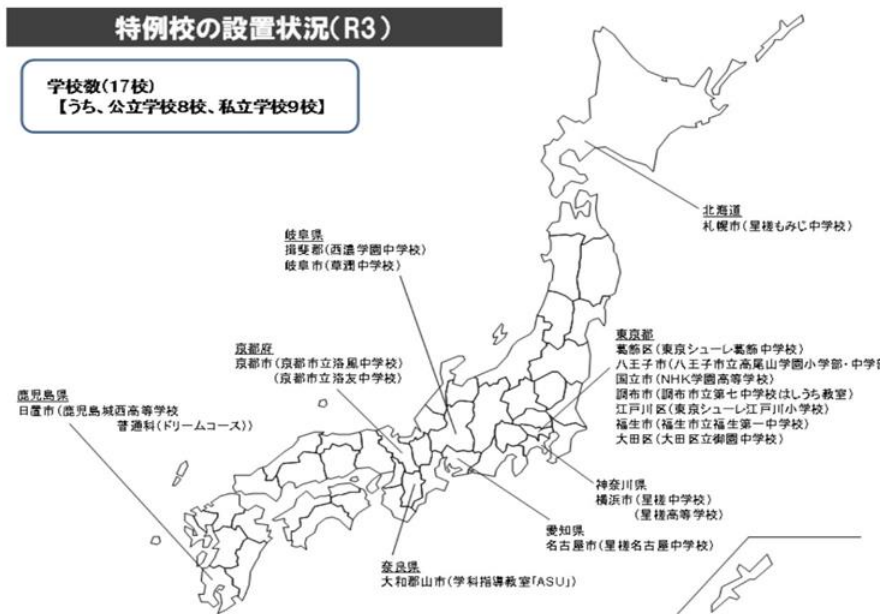 特例校の設置状況(R3)
学校数(17校)
【うち、公立学校8校、私立学校9校】
北海道
札幌市(星槎もみじ中学校)
岐阜県
揖斐郡(西濃学園中学校)
岐阜市(草潤中学校)
京都府
京都市(京都市立洛風中学校)
(京都市立洛友中学校)
鹿児島県
日置市(鹿児島城西高等学校
普通科(ドリームコース))
東京都
葛飾区(東京シューレ葛飾中学校)
八王子市(八王子市立高尾山学園小学部・中学部
国立市(NHK学園高等学校)
調布市(調布市立第七中学校はしうち教室)
江戸川区(東京シューレ江戸川小学校)
福生市(福生市立福生第一中学校)
大田区(大田区立御園中学校)
神奈川県
横浜市(星槎中学校)
(星槎高等学校)
愛知県
名古屋市(星槎名古屋中学校)
奈良県
大和郡山市(学科指導教室「ASU」)